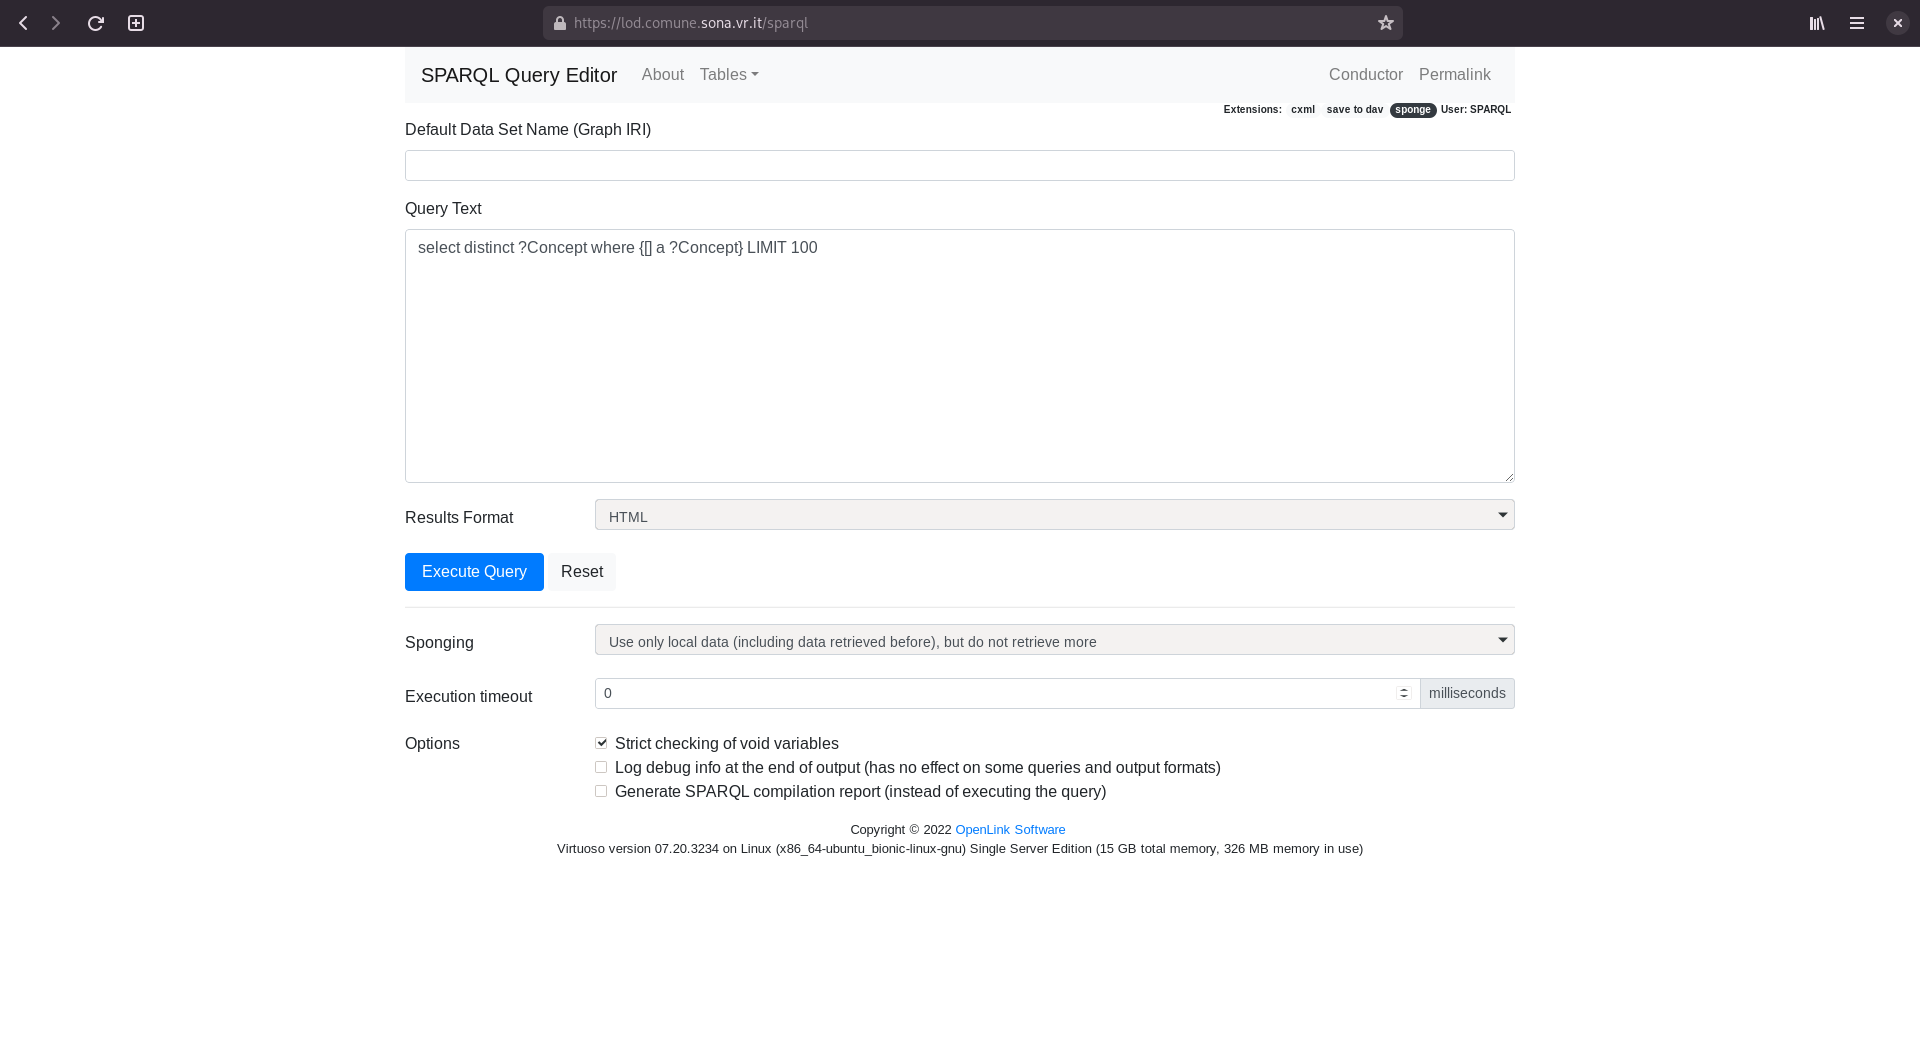 https://lod.comune.sona.vr.it/sparql
SPARQL Query Editor About Tables Conductor Permalink
Extensions: cxml save to dav sponge User: SPARQL
Default Data Set Name (Graph IRI)
Query Text
select distinct ?Concept where {[] a ?Concept} LIMIT 100
Results Format HTML
Execute Query Reset
Sponging Use only local data (including data retrieved before), but do not retrieve more
Execution timeout 0 milliseconds
Options Strict checking of void variables
Log debug info at the end of output (has no effect on some queries and output formats)
Generate SPARQL compilation report (instead of executing the query)
Copyright © 2022 OpenLink Software
Virtuoso version 07.20.3234 on Linux (x86_64-ubuntu_bionic-linux-gnu) Single Server Edition (15 GB total memory, 326 MB memory in use)